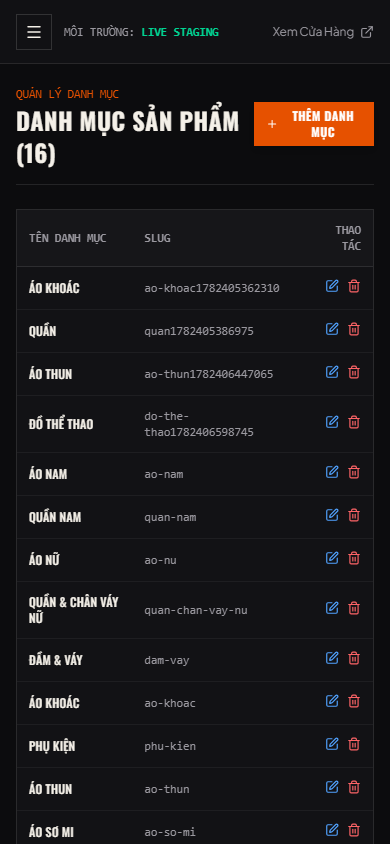 MÔI TRƯỜNG: LIVE STAGING
Xem Cửa Hàng
QUẢN LÝ DANH MỤC
DANH MỤC SẢN PHẨM
(16)
+ THÊM DANH
MỤC
TÊN DANH MỤC SLUG THAO
TÁC
ÁO KHOÁC ao-khoac1782405362310
QUẦN quan1782405386975
ÁO THUN ao-thun1782406447065
ĐỒ THỂ THAO do-the-
thao1782406598745
ÁO NAM ao-nam
QUẦN NAM quan-nam
ÁO NỮ ao-nu
QUẦN & CHÂN VÁY
NỮ quan-chan-vay-nu
ĐẦM & VÁY dam-vay
ÁO KHOÁC ao-khoac
PHỤ KIỆN phu-kien
ÁO THUN ao-thun
ÁO SƠ MI ao-so-mi